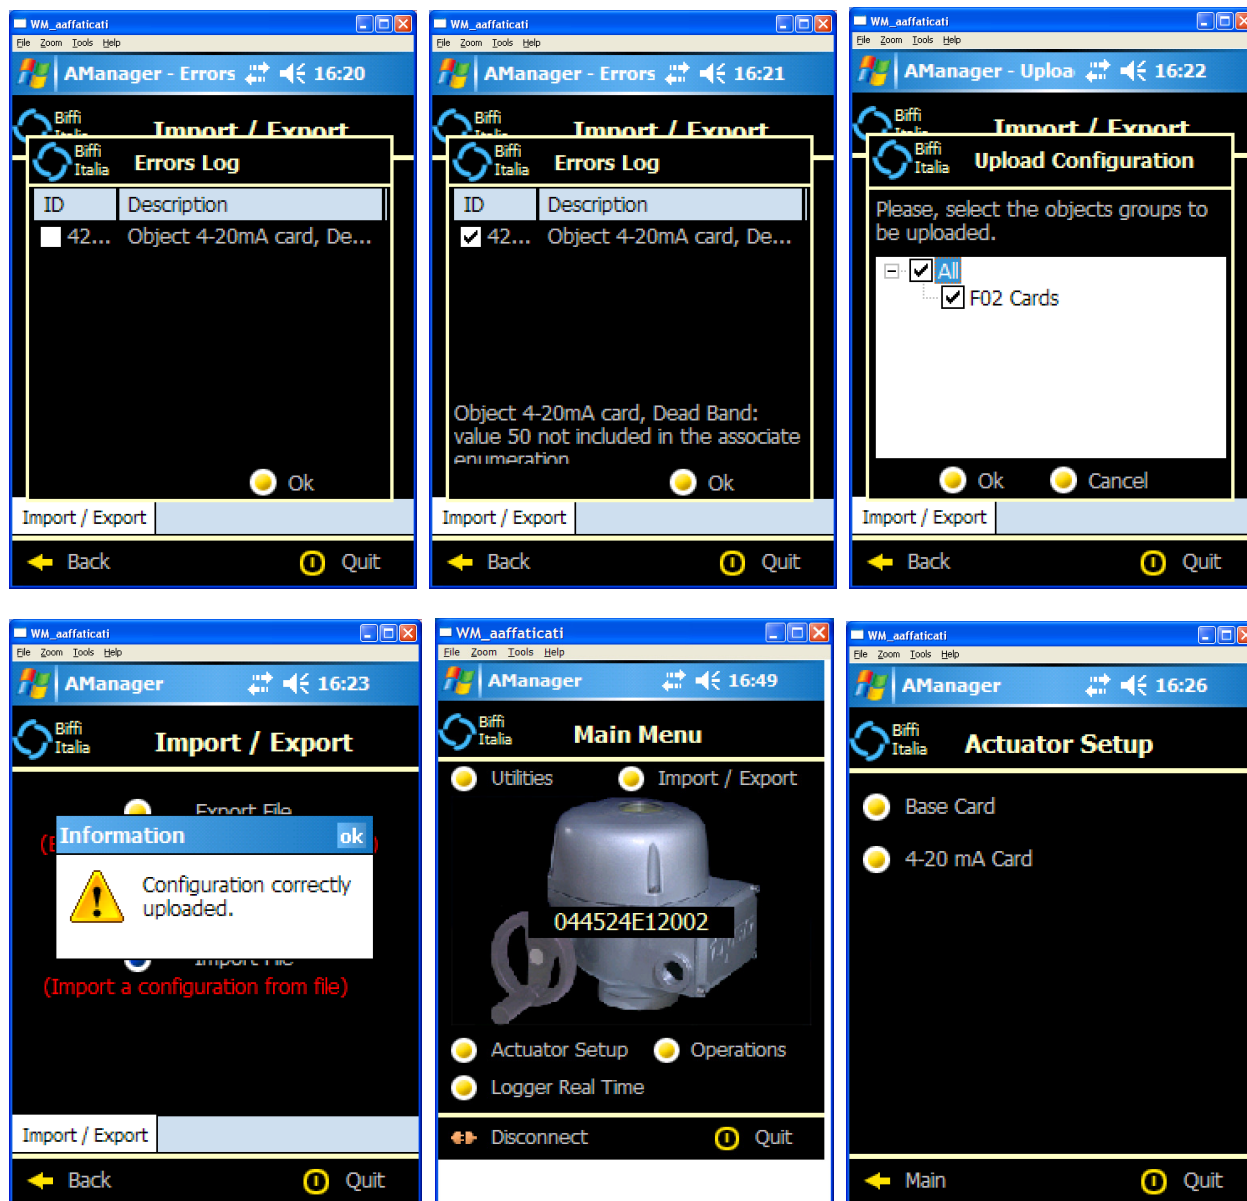 WM_aaffaticati
File Zoom Tools Help
AManager - Errors 16:20
Biffi
Import / Export
Biffi
Italia Errors Log
ID Description
42... Object 4-20mA card, De...
Ok
Import / Export
Back Quit
WM_aaffaticati
File Zoom Tools Help
AManager - Errors 16:21
Biffi
Import / Export
Biffi
Italia Errors Log
ID Description
42... Object 4-20mA card, De...
Object 4-20mA card, Dead Band:
value 50 not included in the associate
enumeration
Ok
Import / Export
Back Quit
WM_aaffaticati
File Zoom Tools Help
AManager - Uploa 16:22
Biffi
Import / Export
Biffi
Italia Upload Configuration
Please, select the objects groups to
be uploaded.
All
F02 Cards
Ok Cancel
Import / Export
Back Quit
WM_aaffaticati
File Zoom Tools Help
AManager 16:23
Biffi
Italia Import / Export
Export File
Information ok
Configuration correctly
uploaded.
Import File
(Import a configuration from file)
Import / Export
Back Quit
WM_aaffaticati
File Zoom Tools Help
AManager 16:49
Biffi
Italia Main Menu
Utilities Import / Export
044524E12002
Actuator Setup Operations
Logger Real Time
Disconnect Quit
WM_aaffaticati
File Zoom Tools Help
AManager 16:26
Biffi
Italia Actuator Setup
Base Card
4-20 mA Card
Main Quit